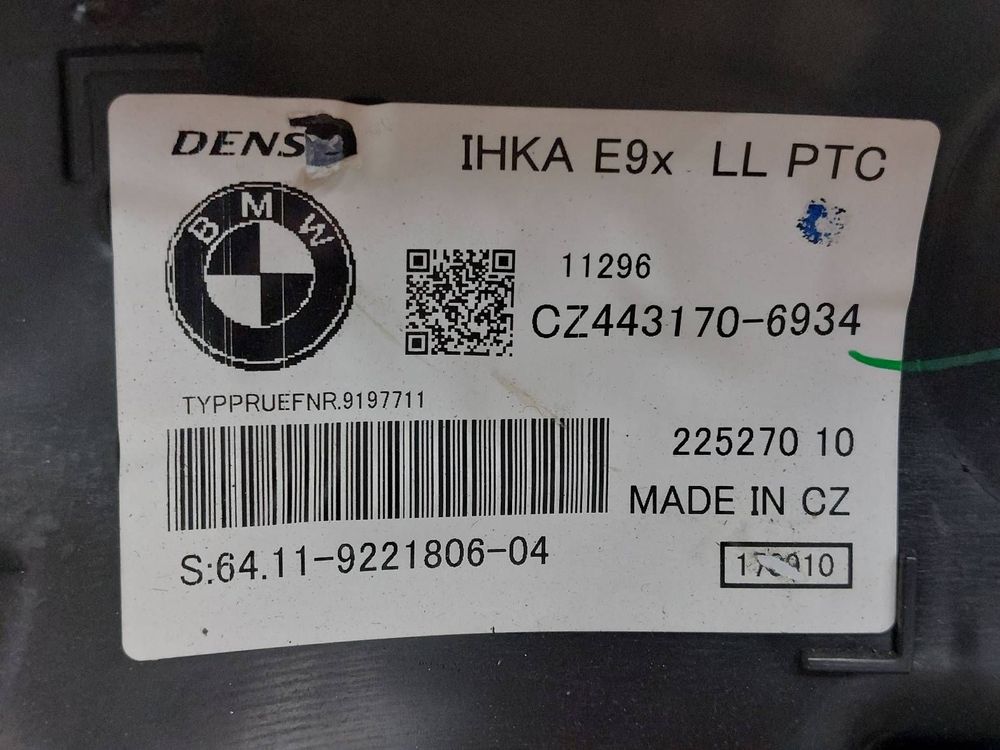 DENSO
IHKA E9x LL PTC
BMW
11296
CZ443170-6934
TYPPRUEFNR.9197711
225270 10
MADE IN CZ
S:64.11-9221806-04